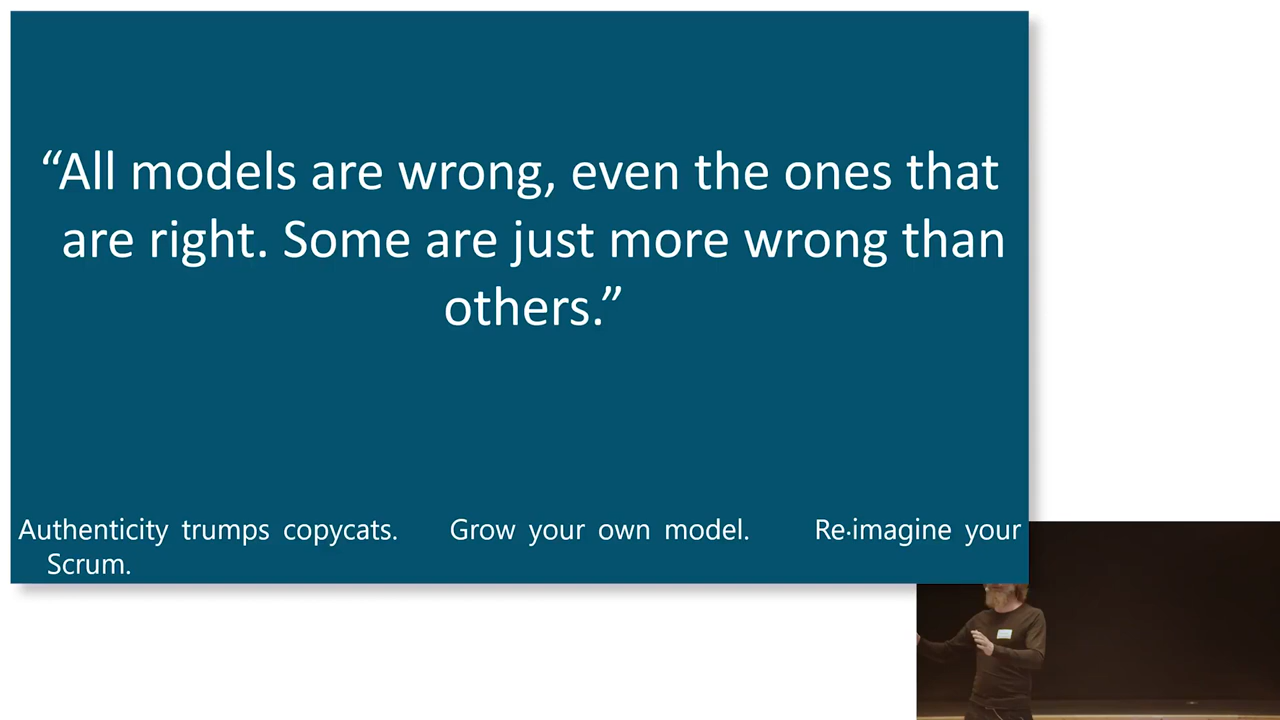 “All models are wrong, even the ones that
are right. Some are just more wrong than
others.”
Authenticity trumps copycats. Grow your own model. Re·imagine your
Scrum.